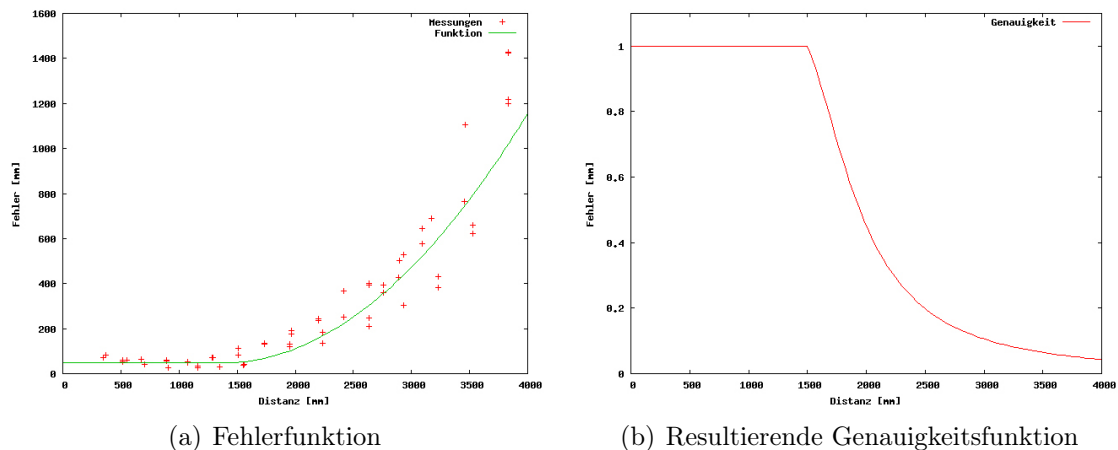 1600
1400
1200
1000
800
600
400
200
0
Fehler [mm]
Messungen
Funktion
0 500 1000 1500 2000 2500 3000 3500 4000
Distanz [mm]
(a) Fehlerfunktion
1
0.8
0.6
0.4
0.2
0
Fehler [mm]
Genauigkeit
0 500 1000 1500 2000 2500 3000 3500 4000
Distanz [mm]
(b) Resultierende Genauigkeitsfunktion